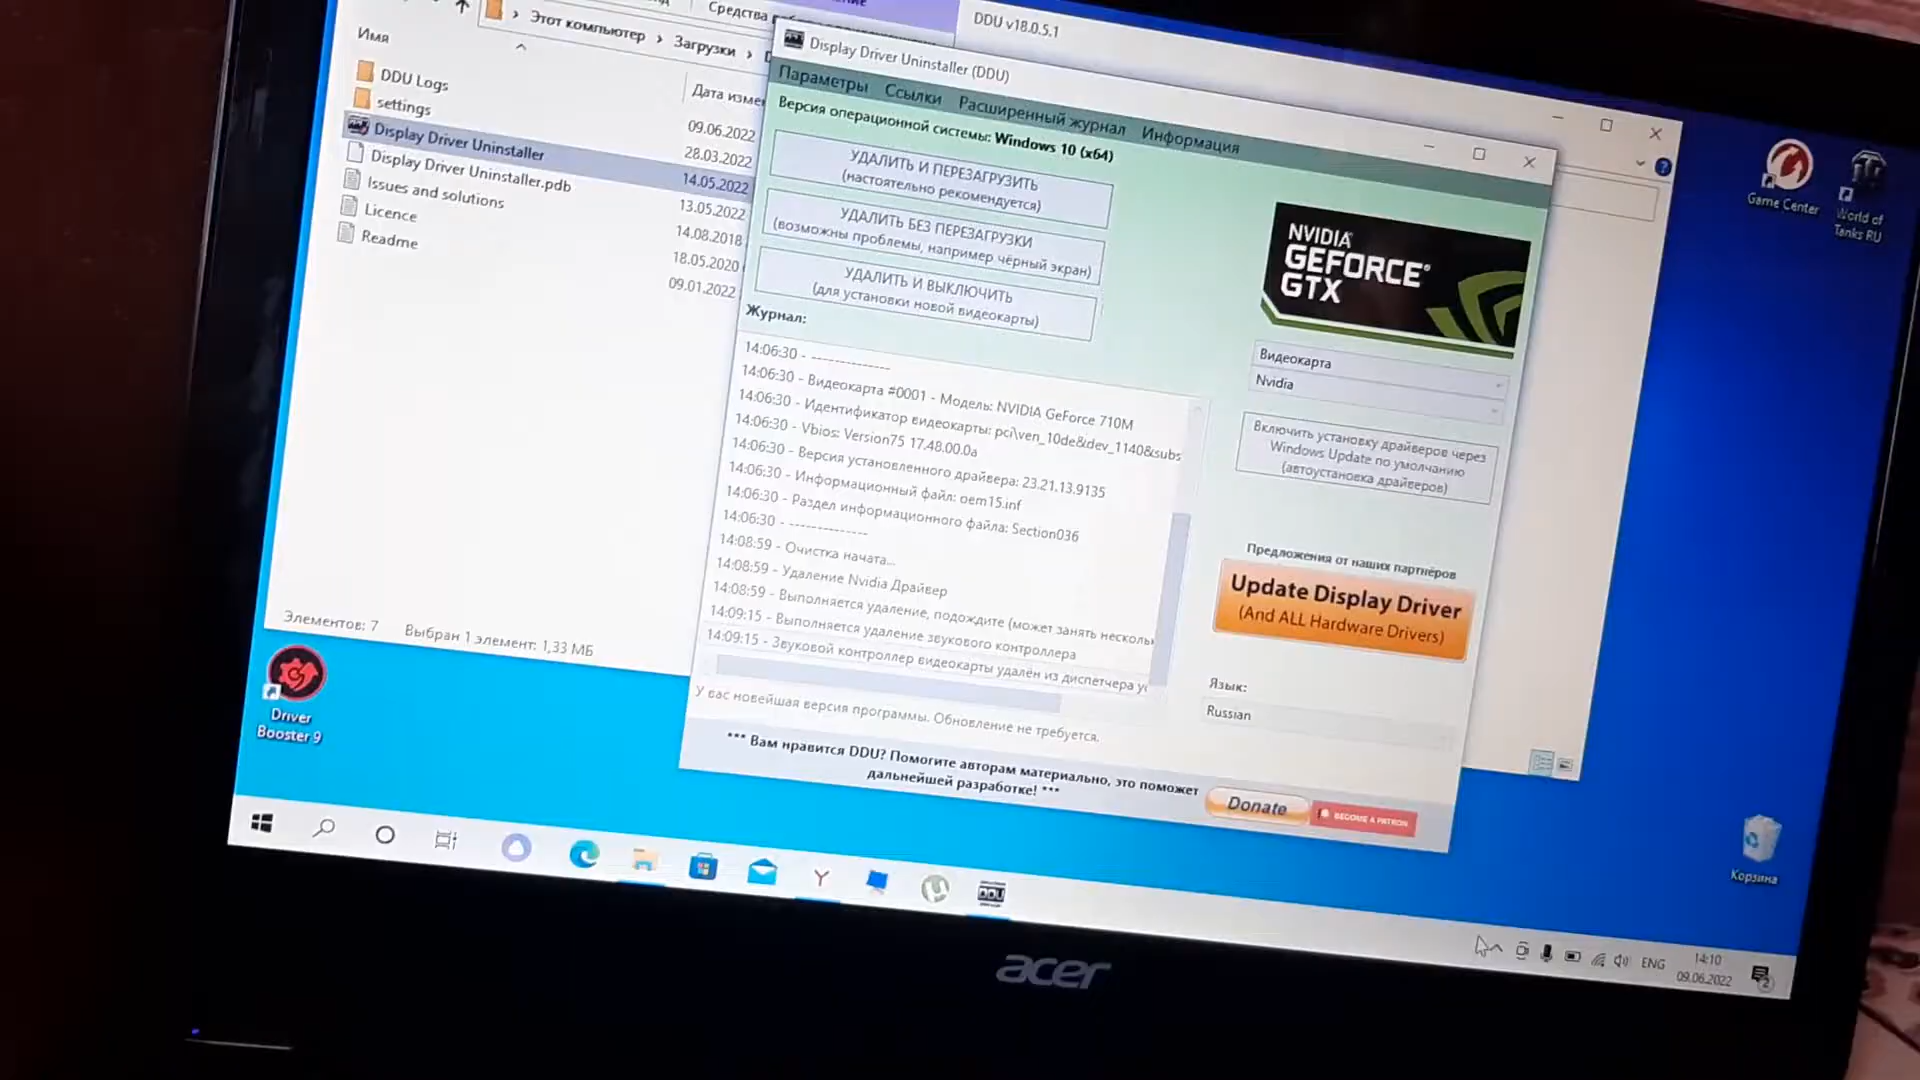 Средства
DDU v18.0.5.1
Этот компьютер › Загрузки ›
Имя
Дата изме
DDU Logs
09.06.2022
settings
28.03.2022
Display Driver Uninstaller
14.05.2022
Display Driver Uninstaller.pdb
13.05.2022
Issues and solutions
14.08.2018
Licence
18.05.2020
Readme
09.01.2022
Элементов: 7
Выбран 1 элемент: 1,33 МБ
Display Driver Uninstaller (DDU)
Параметры Ссылки Расширенный журнал Информация
Версия операционной системы: Windows 10 (x64)
УДАЛИТЬ И ПЕРЕЗАГРУЗИТЬ
(настоятельно рекомендуется)
УДАЛИТЬ БЕЗ ПЕРЕЗАГРУЗКИ
(возможны проблемы, например чёрный экран)
УДАЛИТЬ И ВЫКЛЮЧИТЬ
(для установки новой видеокарты)
Журнал:
14:06:30 - -------------
14:06:30 - Видеокарта #0001 - Модель: NVIDIA GeForce 710M
14:06:30 - Идентификатор видеокарты: pci\ven_10de&dev_1140&subs
14:06:30 - Vbios: Version75 17.48.00.0a
14:06:30 - Версия установленного драйвера: 23.21.13.9135
14:06:30 - Информационный файл: oem15.inf
14:06:30 - Раздел информационного файла: Section036
14:06:30 - -------------
14:08:59 - Очистка начата...
14:08:59 - Удаление Nvidia Драйвер
14:08:59 - Выполняется удаление, подождите (может занять нескольк
14:09:15 - Выполняется удаление звукового контроллера
14:09:15 - Звуковой контроллер видеокарты удалён из диспетчера ус
У вас новейшая версия программы. Обновление не требуется.
*** Вам нравится DDU? Помогите авторам материально, это поможет
дальнейшей разработке! ***
Donate
BECOME A PATRON
NVIDIA
GEFORCE®
GTX
Видеокарта
Nvidia
Включить установку драйверов через
Windows Update по умолчанию
(автоустановка драйверов)
Предложения от наших партнёров
Update Display Driver
(And ALL Hardware Drivers)
Язык:
Russian
Game Center
World of
Tanks RU
Driver
Booster 9
Корзина
DDU
ENG
14:10
09.06.2022
2
acer